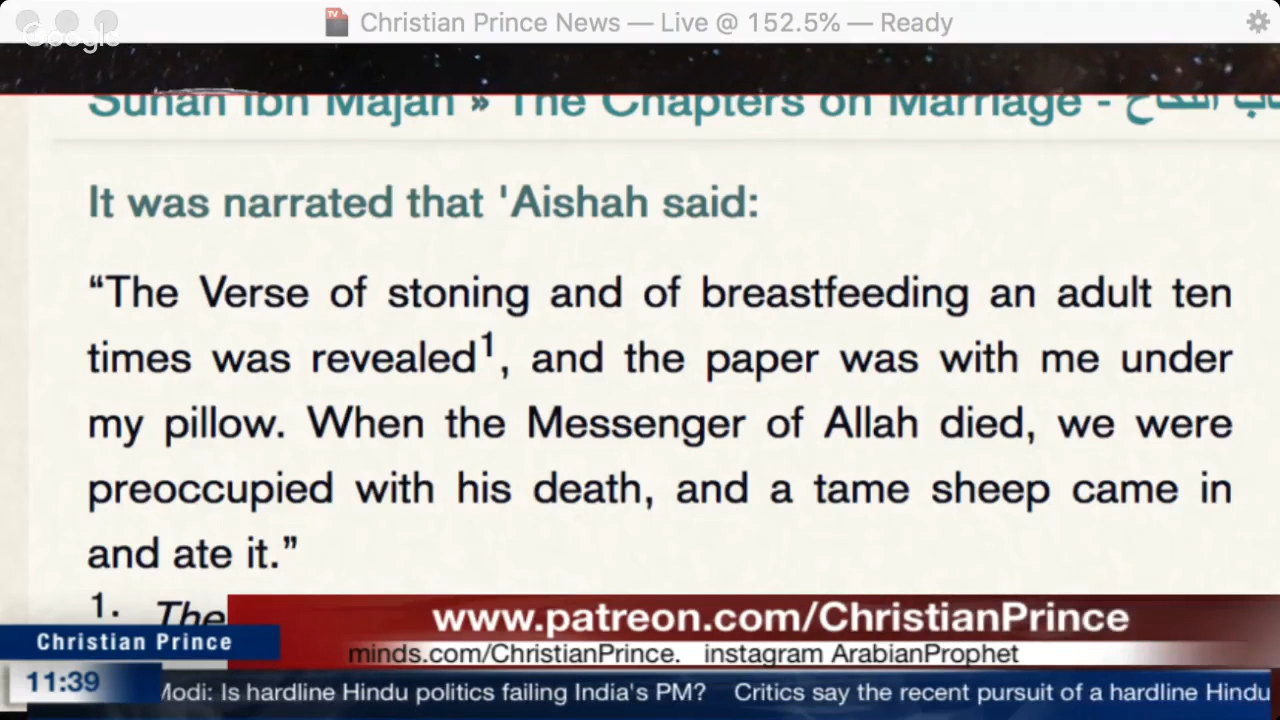 Christian Prince News — Live @ 152.5% — Ready
Google
Sunan Ibn Majah » The Chapters on Marriage - كتاب النكاح
It was narrated that 'Aishah said:
“The Verse of stoning and of breastfeeding an adult ten
times was revealed1, and the paper was with me under
my pillow. When the Messenger of Allah died, we were
preoccupied with his death, and a tame sheep came in
and ate it.”
1. The
www.patreon.com/ChristianPrince
Christian Prince
minds.com/ChristianPrince. instagram ArabianProphet
11:39
Modi: Is hardline Hindu politics failing India's PM? Critics say the recent pursuit of a hardline Hindu